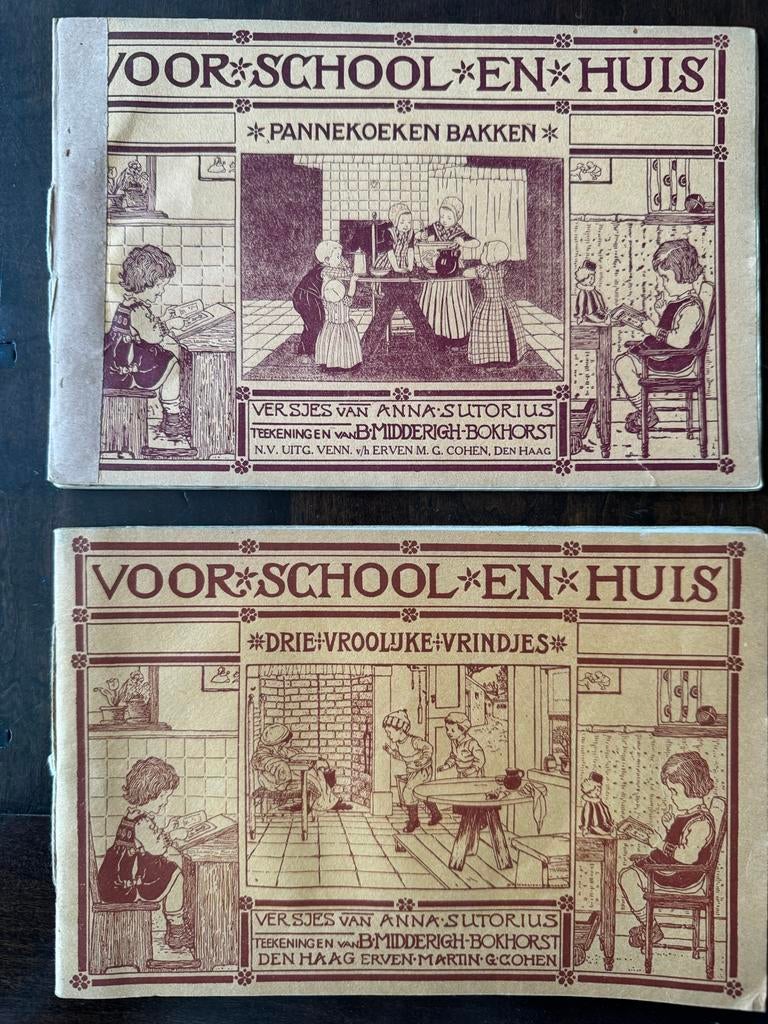 VOOR SCHOOL EN HUIS
PANNEKOEKEN BAKKEN
VERSJES VAN ANNA SUTORIUS
TEEKENINGEN VAN B. MIDDERIGH-BOKHORST
N.V. UITG. VENN. v/h ERVEN M. G. COHEN, DEN HAAG
VOOR SCHOOL EN HUIS
DRIE VROOLIJKE VRINDJES
VERSJES VAN ANNA SUTORIUS
TEEKENINGEN VAN B. MIDDERIGH-BOKHORST
DEN HAAG ERVEN MARTIN G. COHEN